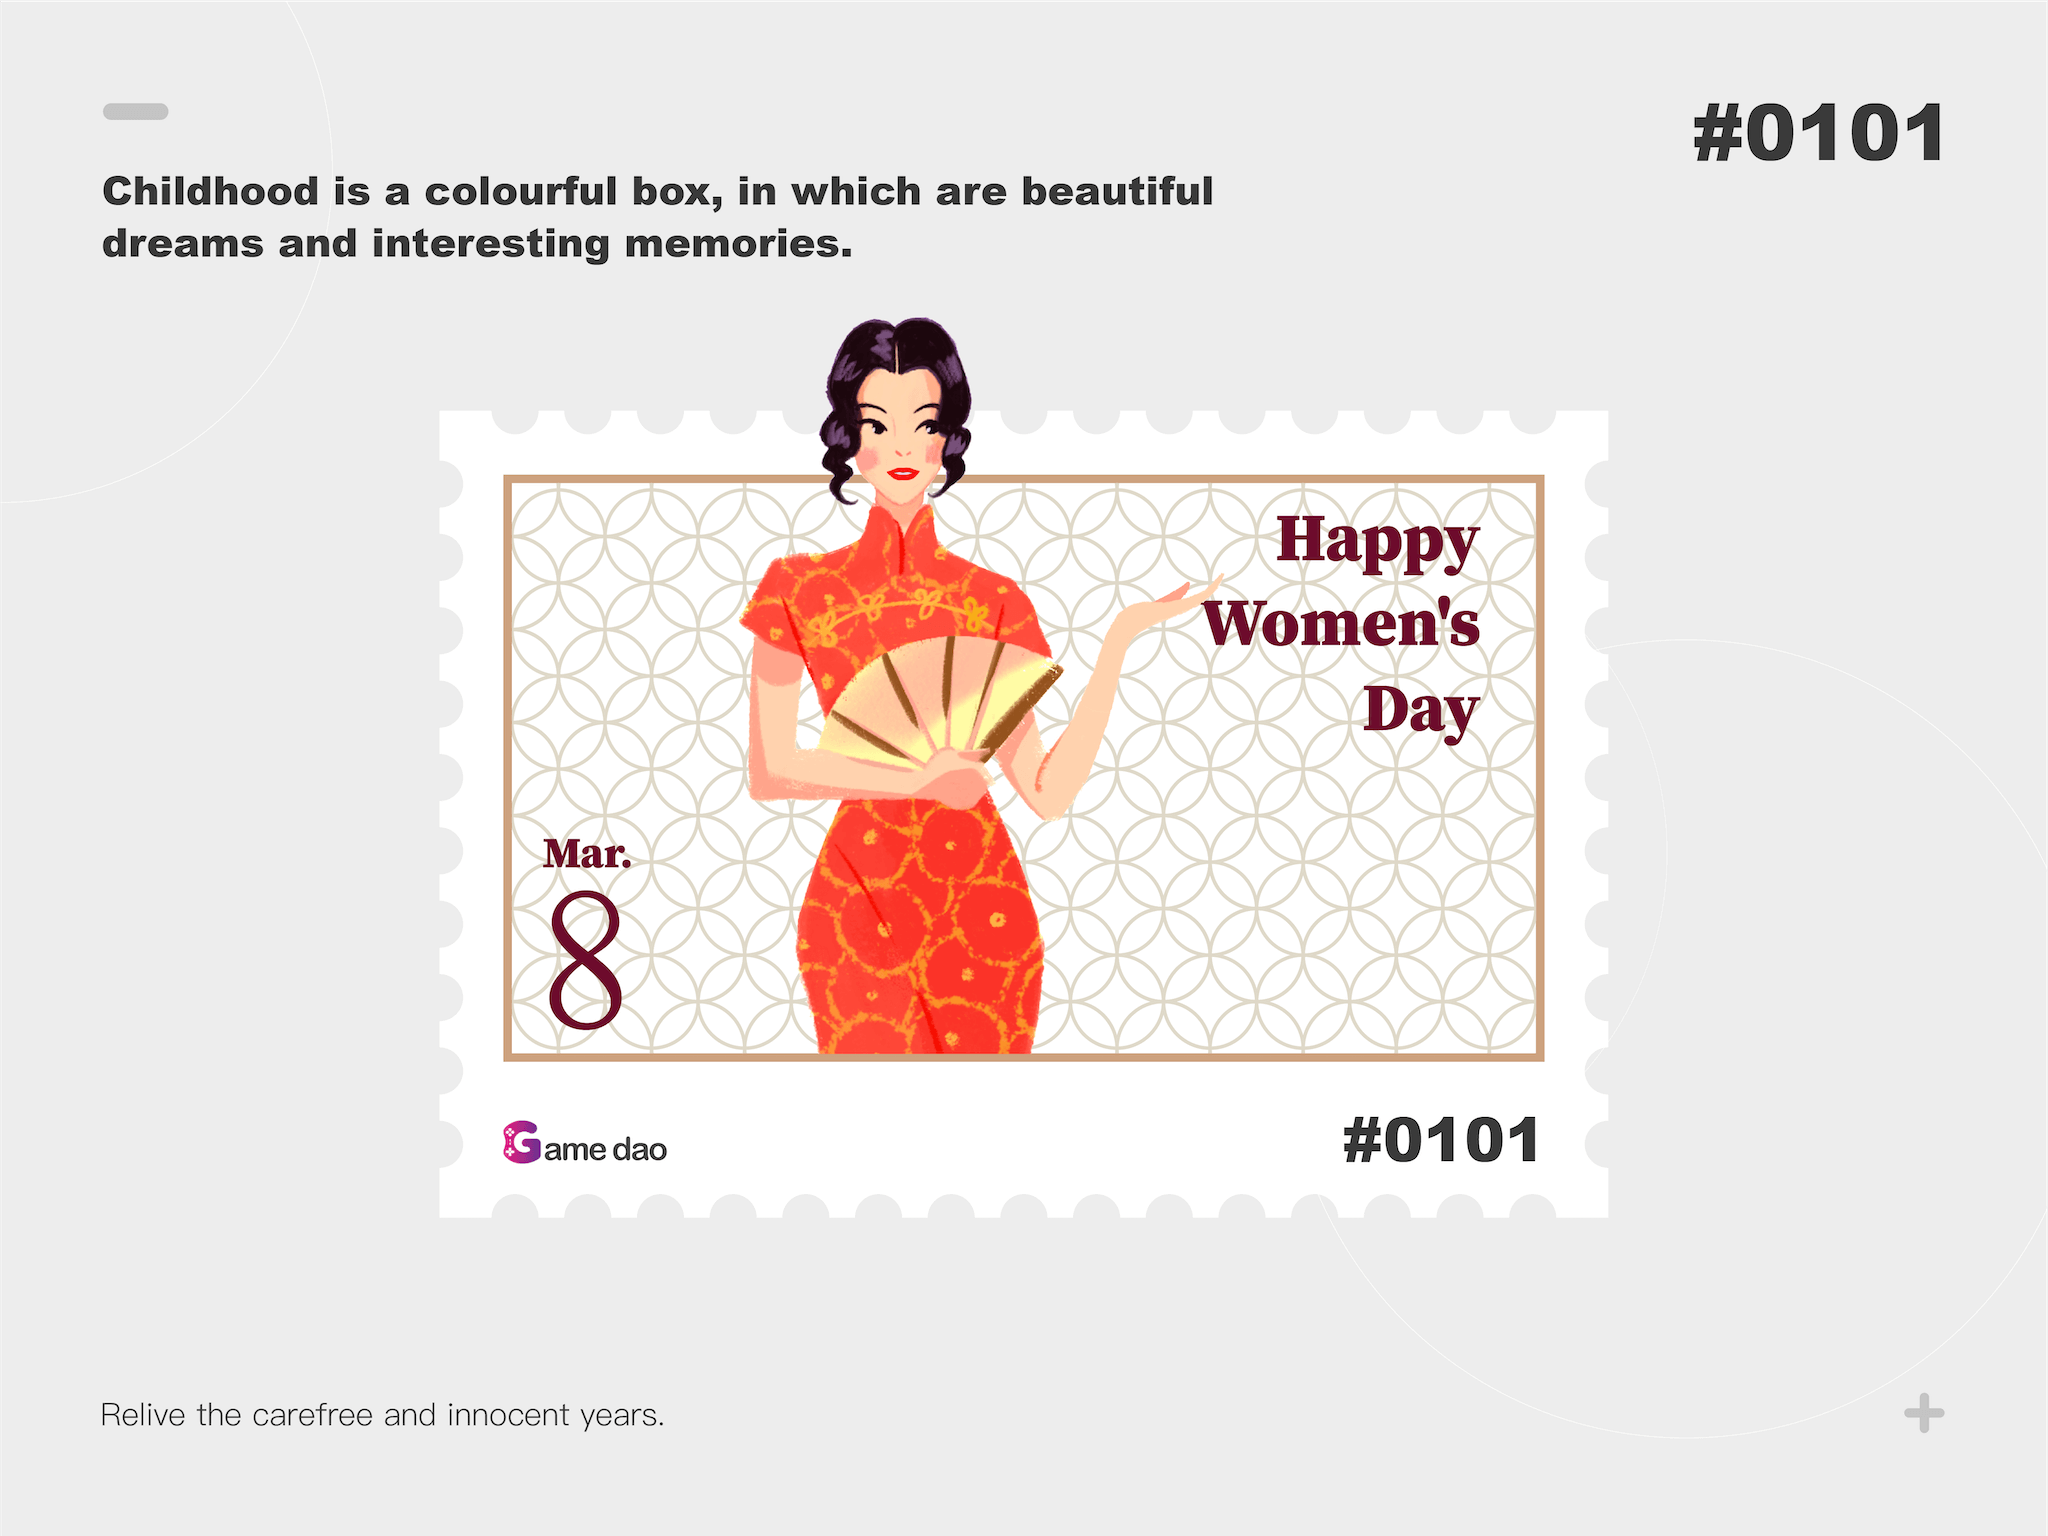 #0101
Childhood is a colourful box, in which are beautiful
dreams and interesting memories.
Happy
Women's
Day
Mar.
8
Game dao
#0101
Relive the carefree and innocent years.